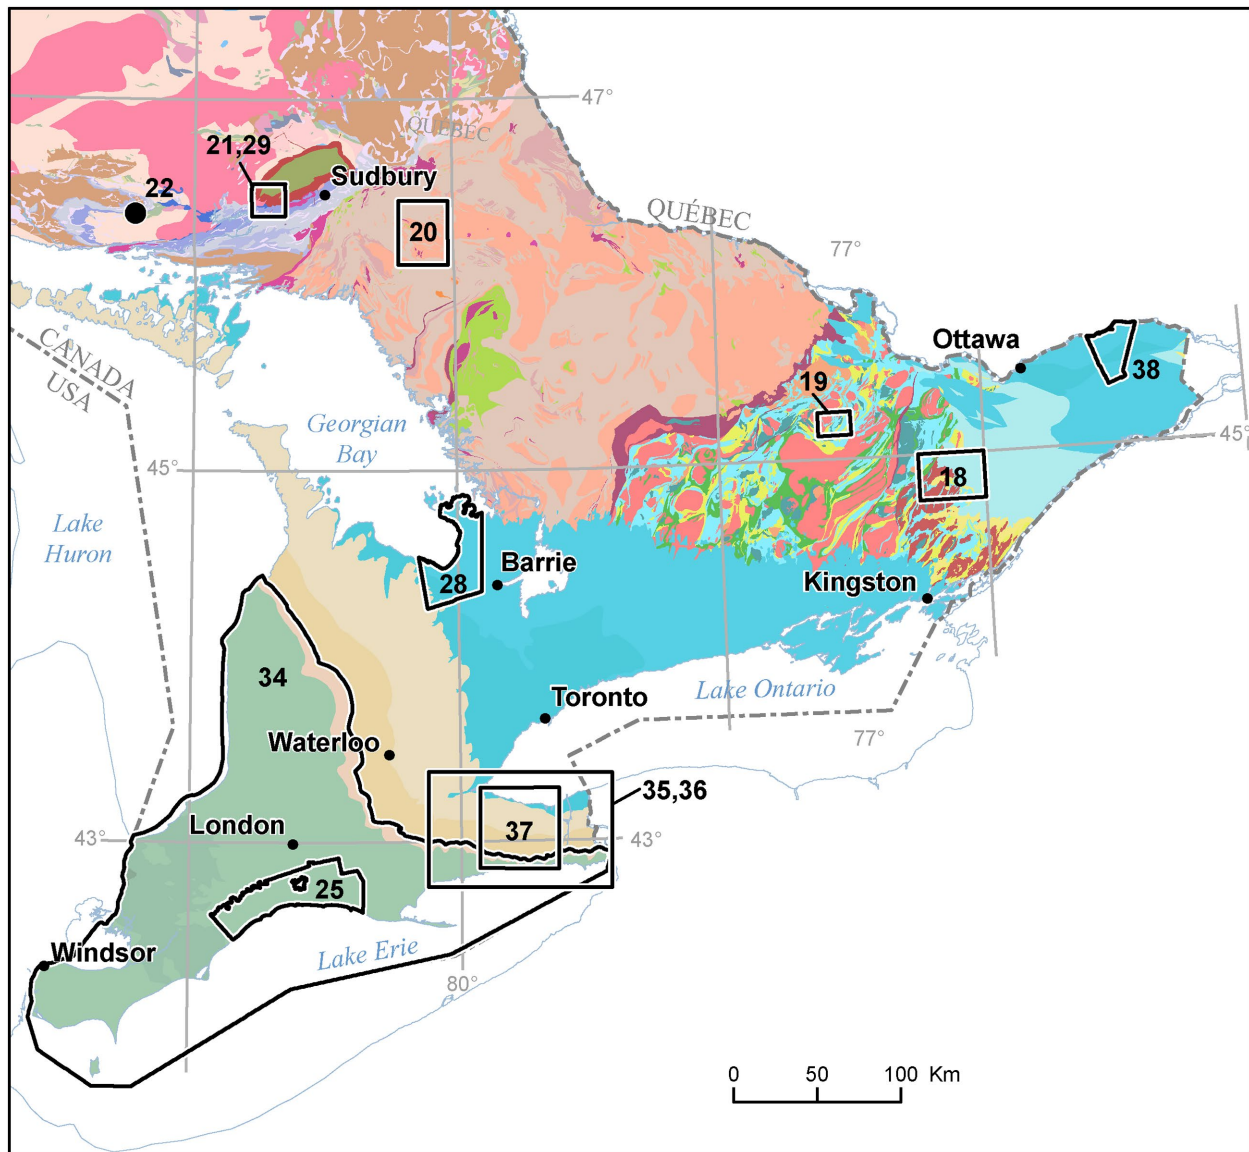 47°
QUÉBEC
21,29
Sudbury
22
20
QUÉBEC
77°
CANADA
USA
Ottawa
38
19
Georgian
Bay
45°
45°
18
Lake
Huron
Barrie
28
Kingston
34
Toronto
Lake Ontario
Waterloo
77°
35,36
London
43°
37
43°
25
Windsor
Lake Erie
80°
0 50 100 Km